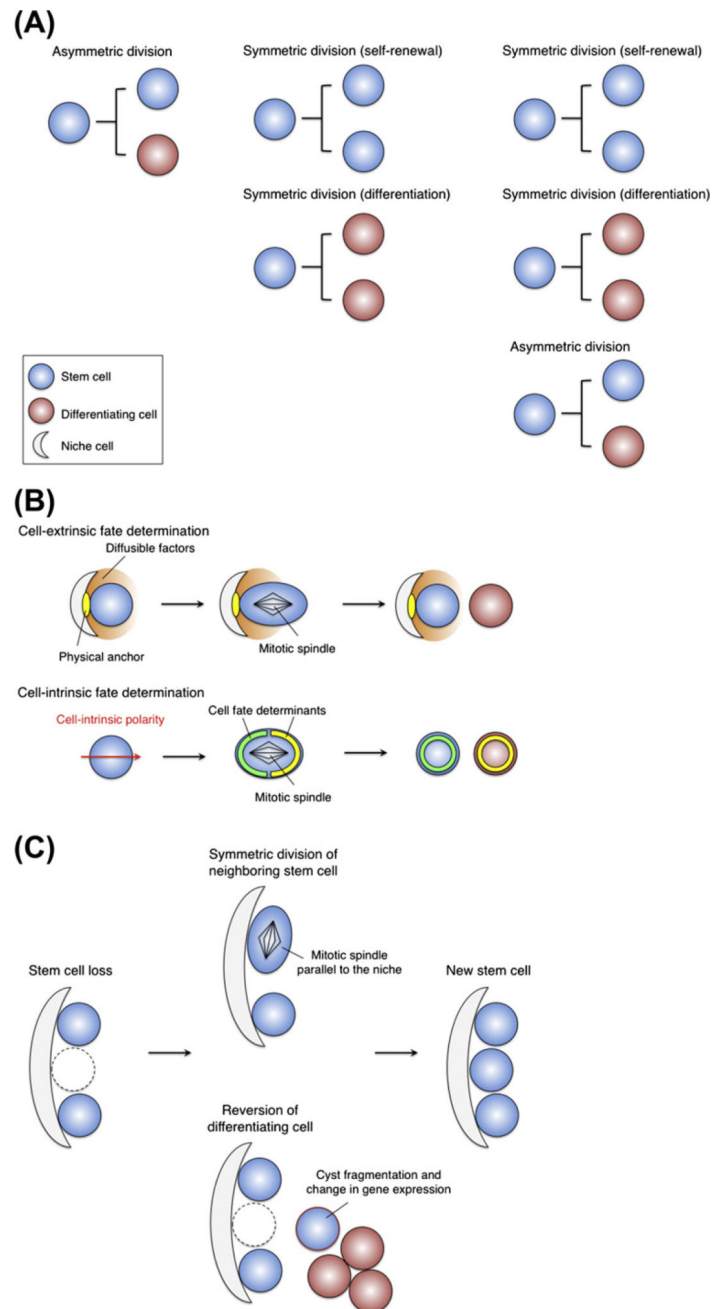 (A)
Asymmetric division
Symmetric division (self-renewal)
Symmetric division (self-renewal)
Symmetric division (differentiation)
Symmetric division (differentiation)
Asymmetric division
Stem cell
Differentiating cell
Niche cell
(B)
Cell-extrinsic fate determination
Diffusible factors
Physical anchor
Mitotic spindle
Cell-intrinsic fate determination
Cell-intrinsic polarity
Cell fate determinants
Mitotic spindle
(C)
Symmetric division of
neighboring stem cell
Stem cell loss
Mitotic spindle
parallel to the niche
New stem cell
Reversion of
differentiating cell
Cyst fragmentation and
change in gene expression